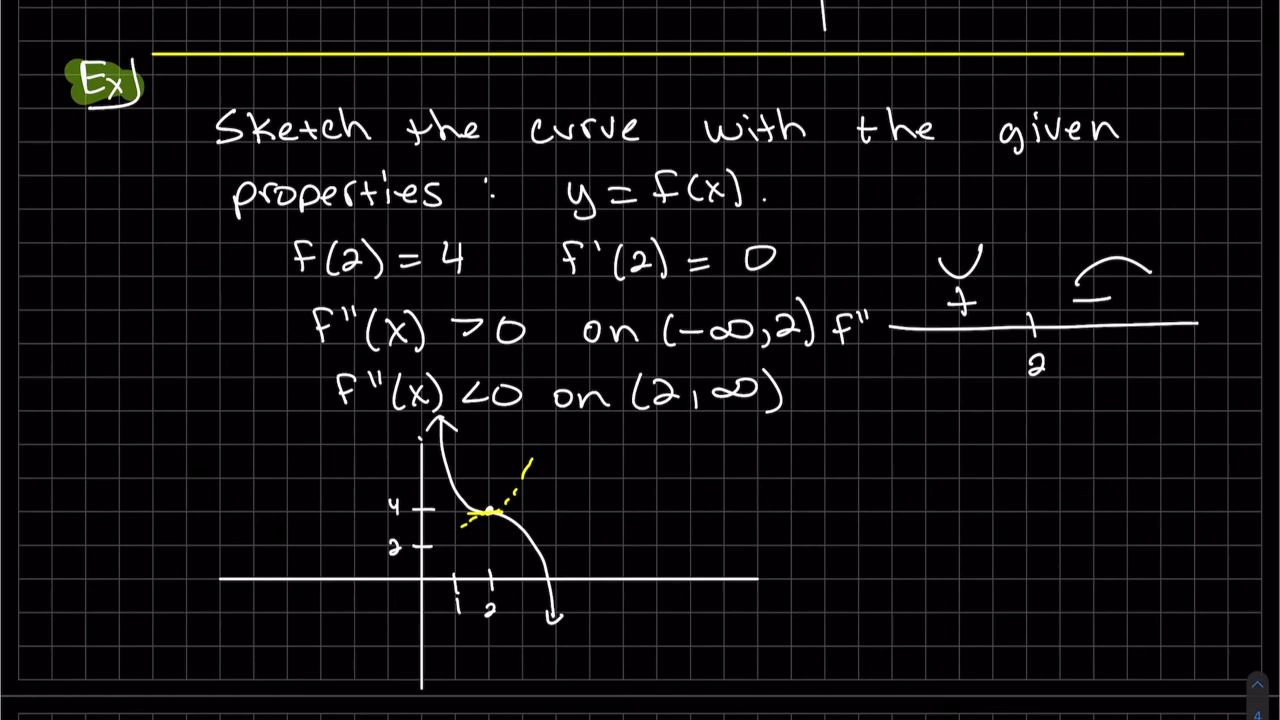 Ex)
Sketch the curve with the given
properties : y = f(x).
f(2) = 4 f'(2) = 0
f"(x) >0 on (-∞,2) f" + -
2
f"(x) <0 on (2,∞)
4
2
1 2
4